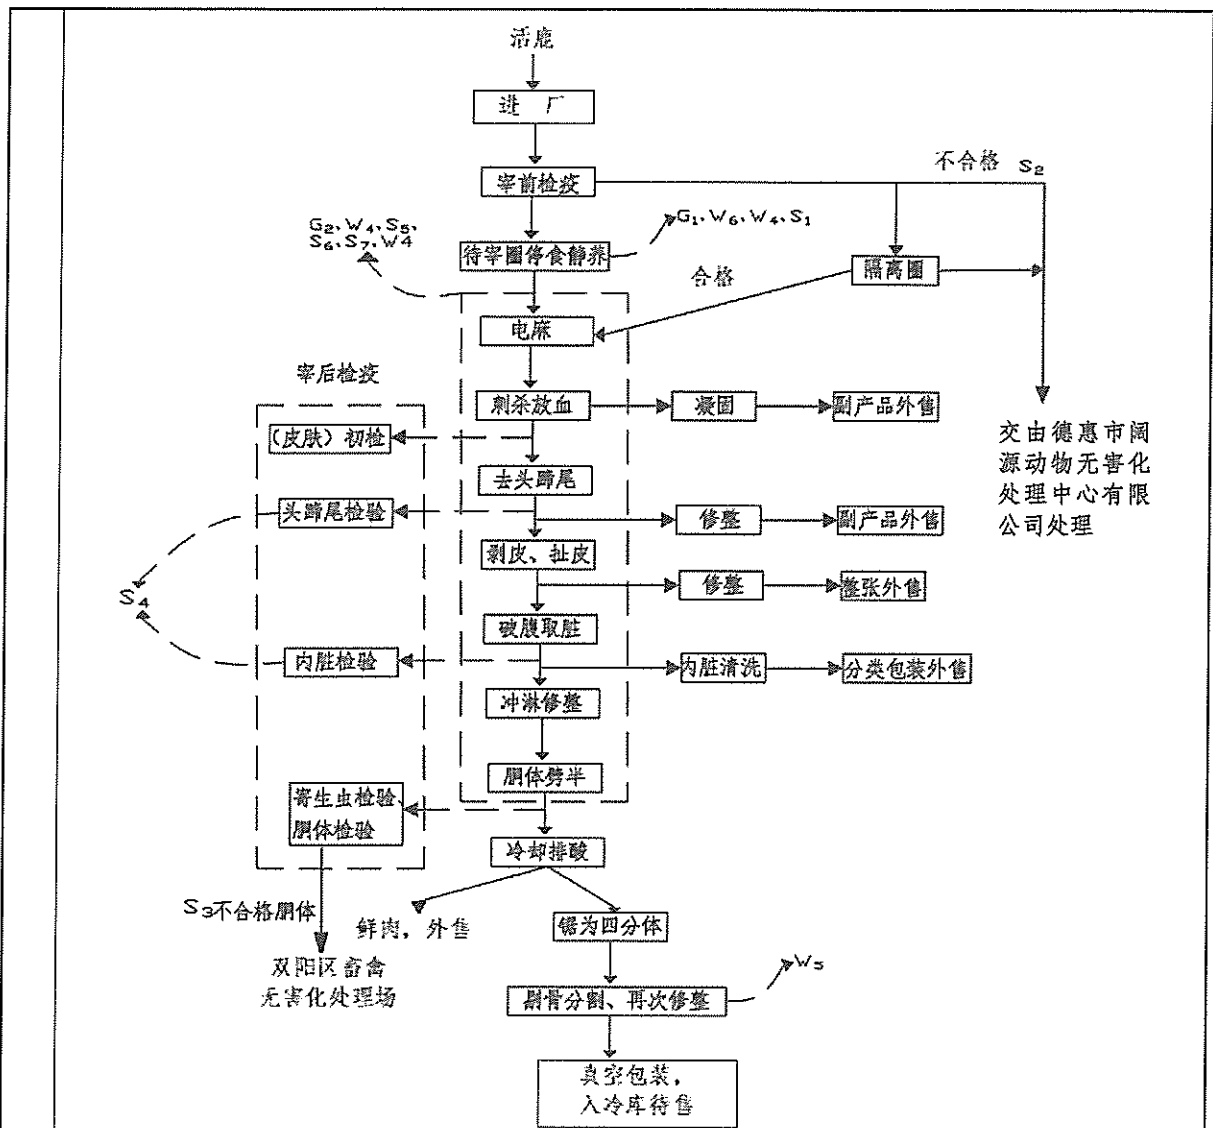 活鹿
进 厂
宰前检疫
不合格 S₂
G₂、W₄、S₅、
S₆、S₇、W4
G₁、W₆、W₄、S₁
待宰圈停食静养
合格
隔离圈
电麻
宰后检疫
刺杀放血
凝固
副产品外售
(皮肤) 初检
交由德惠市阔
源动物无害化
处理中心有限
公司处理
去头蹄尾
头蹄尾检验
修整
副产品外售
剥皮、扯皮
修整
整张外售
S₄
破腹取脏
内脏检验
内脏清洗
分类包装外售
冲淋修整
胴体劈半
寄生虫检验、
胴体检验
冷却排酸
S₃不合格胴体
鲜肉，外售
锯为四分体
双阳区畜禽
无害化处理场
W₅
剔骨分割、再次修整
真空包装，
入冷库待售